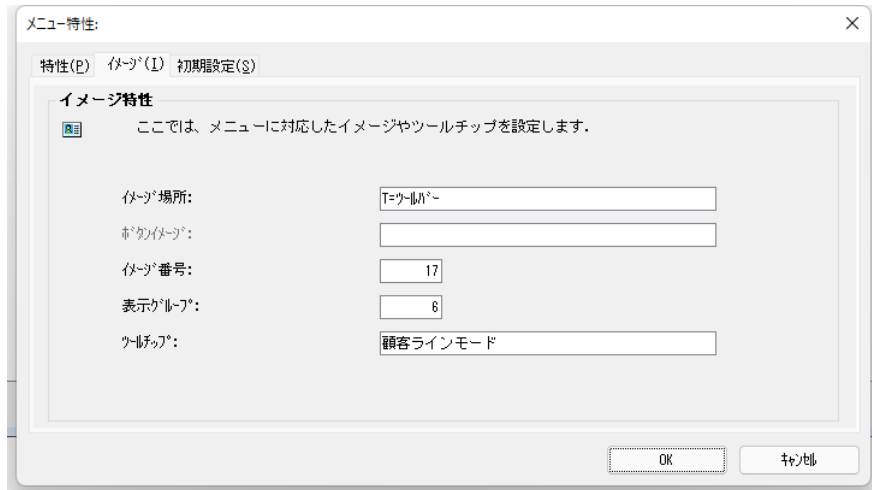 メニュー特性:
特性(P) ｲﾒｰｼﾞ(I) 初期設定(S)
イメージ特性
ここでは、メニューに対応したイメージやツールチップを設定します.
ｲﾒｰｼﾞ場所: T=ﾂｰﾙﾊﾞｰ
ﾎﾞﾀﾝｲﾒｰｼﾞ:
ｲﾒｰｼﾞ番号: 17
表示ｸﾞﾙｰﾌﾟ: 6
ﾂｰﾙﾁｯﾌﾟ: 顧客ラインモード
OK ｷｬﾝｾﾙ